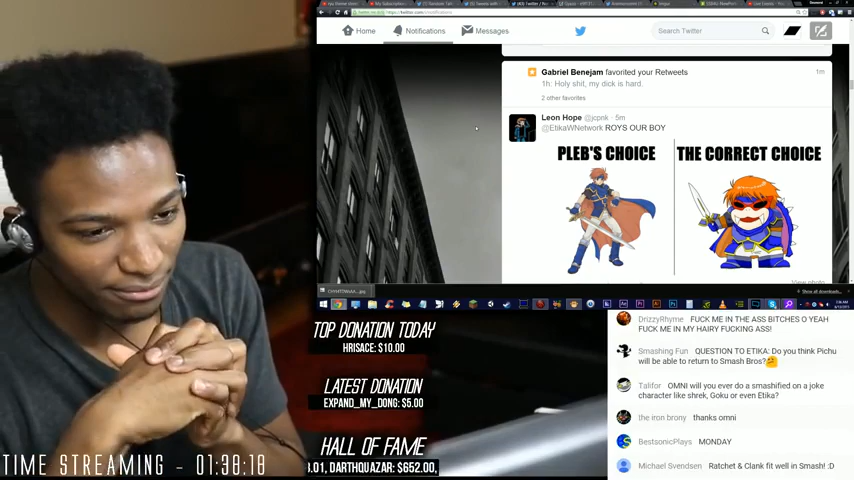 Home
Notifications
Messages
Search Twitter
Gabriel Benejam favorited your Retweets
1m
1h: Holy shit, my dick is hard.
2 other favorites
Leon Hope @jcpnk · 5m
@EtikaWNetwork ROYS OUR BOY
PLEB'S CHOICE
THE CORRECT CHOICE
View photo
Show all downloads...
TOP DONATION TODAY
HRISACE: $10.00
LATEST DONATION
EXPAND_MY_DONG: $5.00
HALL OF FAME
.01, DARTHQUAZAR: $652.00,
TIME STREAMING - 01:38:18
DrizzyRhyme FUCK ME IN THE ASS BITCHES O YEAH
FUCK ME IN MY HAIRY FUCKING ASS!
Smashing Fun QUESTION TO ETIKA: Do you think Pichu
will be able to return to Smash Bros?
Talifor OMNI will you ever do a smashified on a joke
character like shrek, Goku or even Etika?
the iron.brony thanks omni
BestsonicPlays MONDAY
Michael Svendsen Ratchet & Clank fit well in Smash! :D